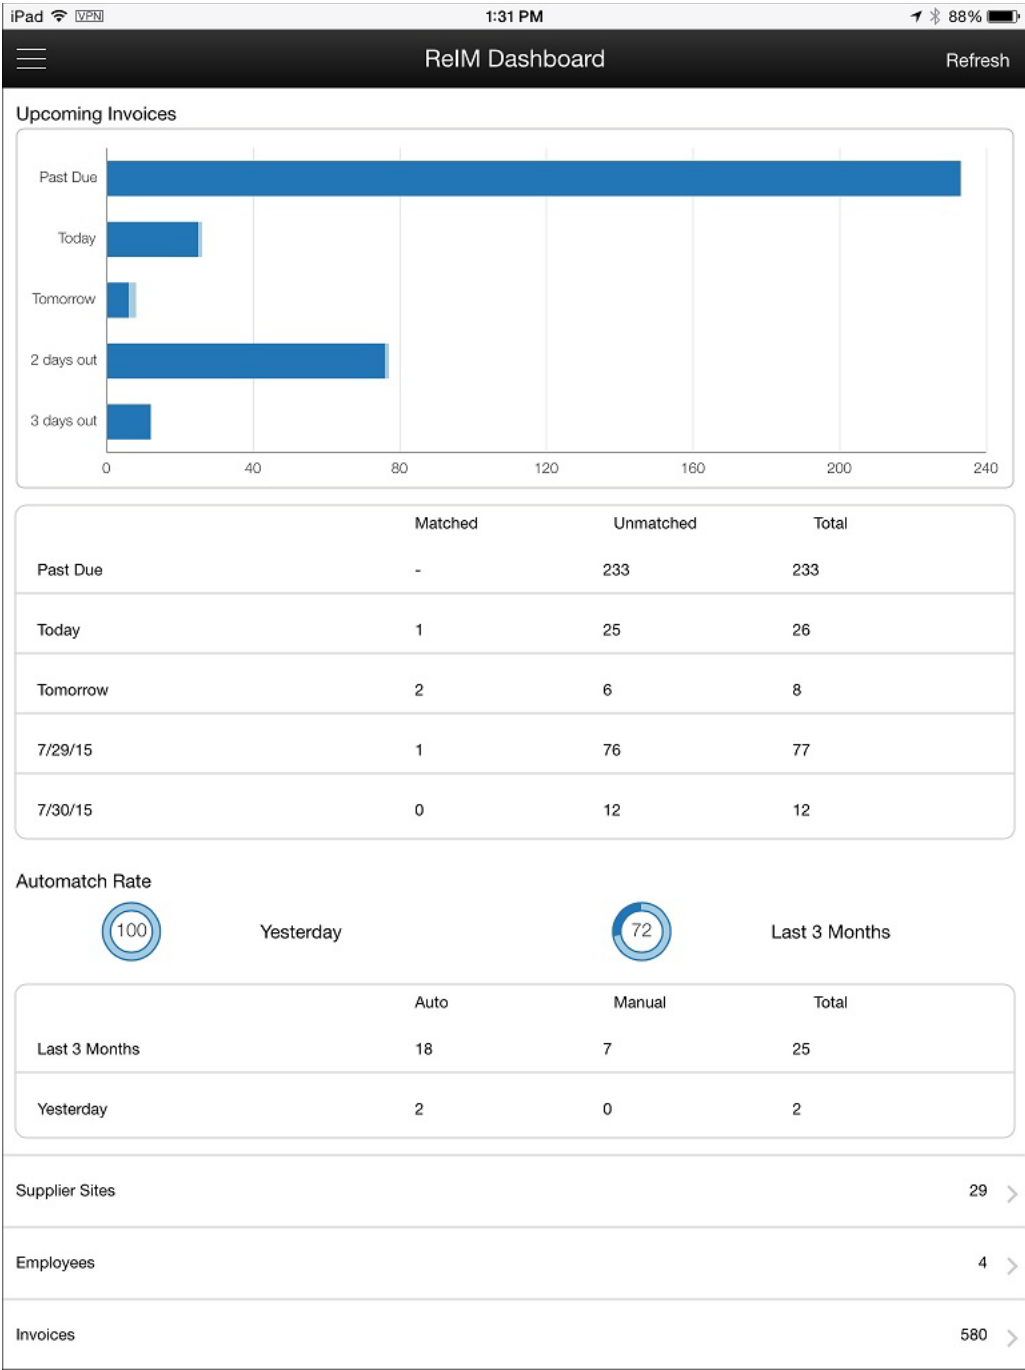 iPad VPN 1:31 PM 88%
ReIM Dashboard Refresh
Upcoming Invoices
Past Due
Today
Tomorrow
2 days out
3 days out
0 40 80 120 160 200 240
Matched Unmatched Total
Past Due - 233 233
Today 1 25 26
Tomorrow 2 6 8
7/29/15 1 76 77
7/30/15 0 12 12
Automatch Rate
100 Yesterday 72 Last 3 Months
Auto Manual Total
Last 3 Months 18 7 25
Yesterday 2 0 2
Supplier Sites 29
Employees 4
Invoices 580